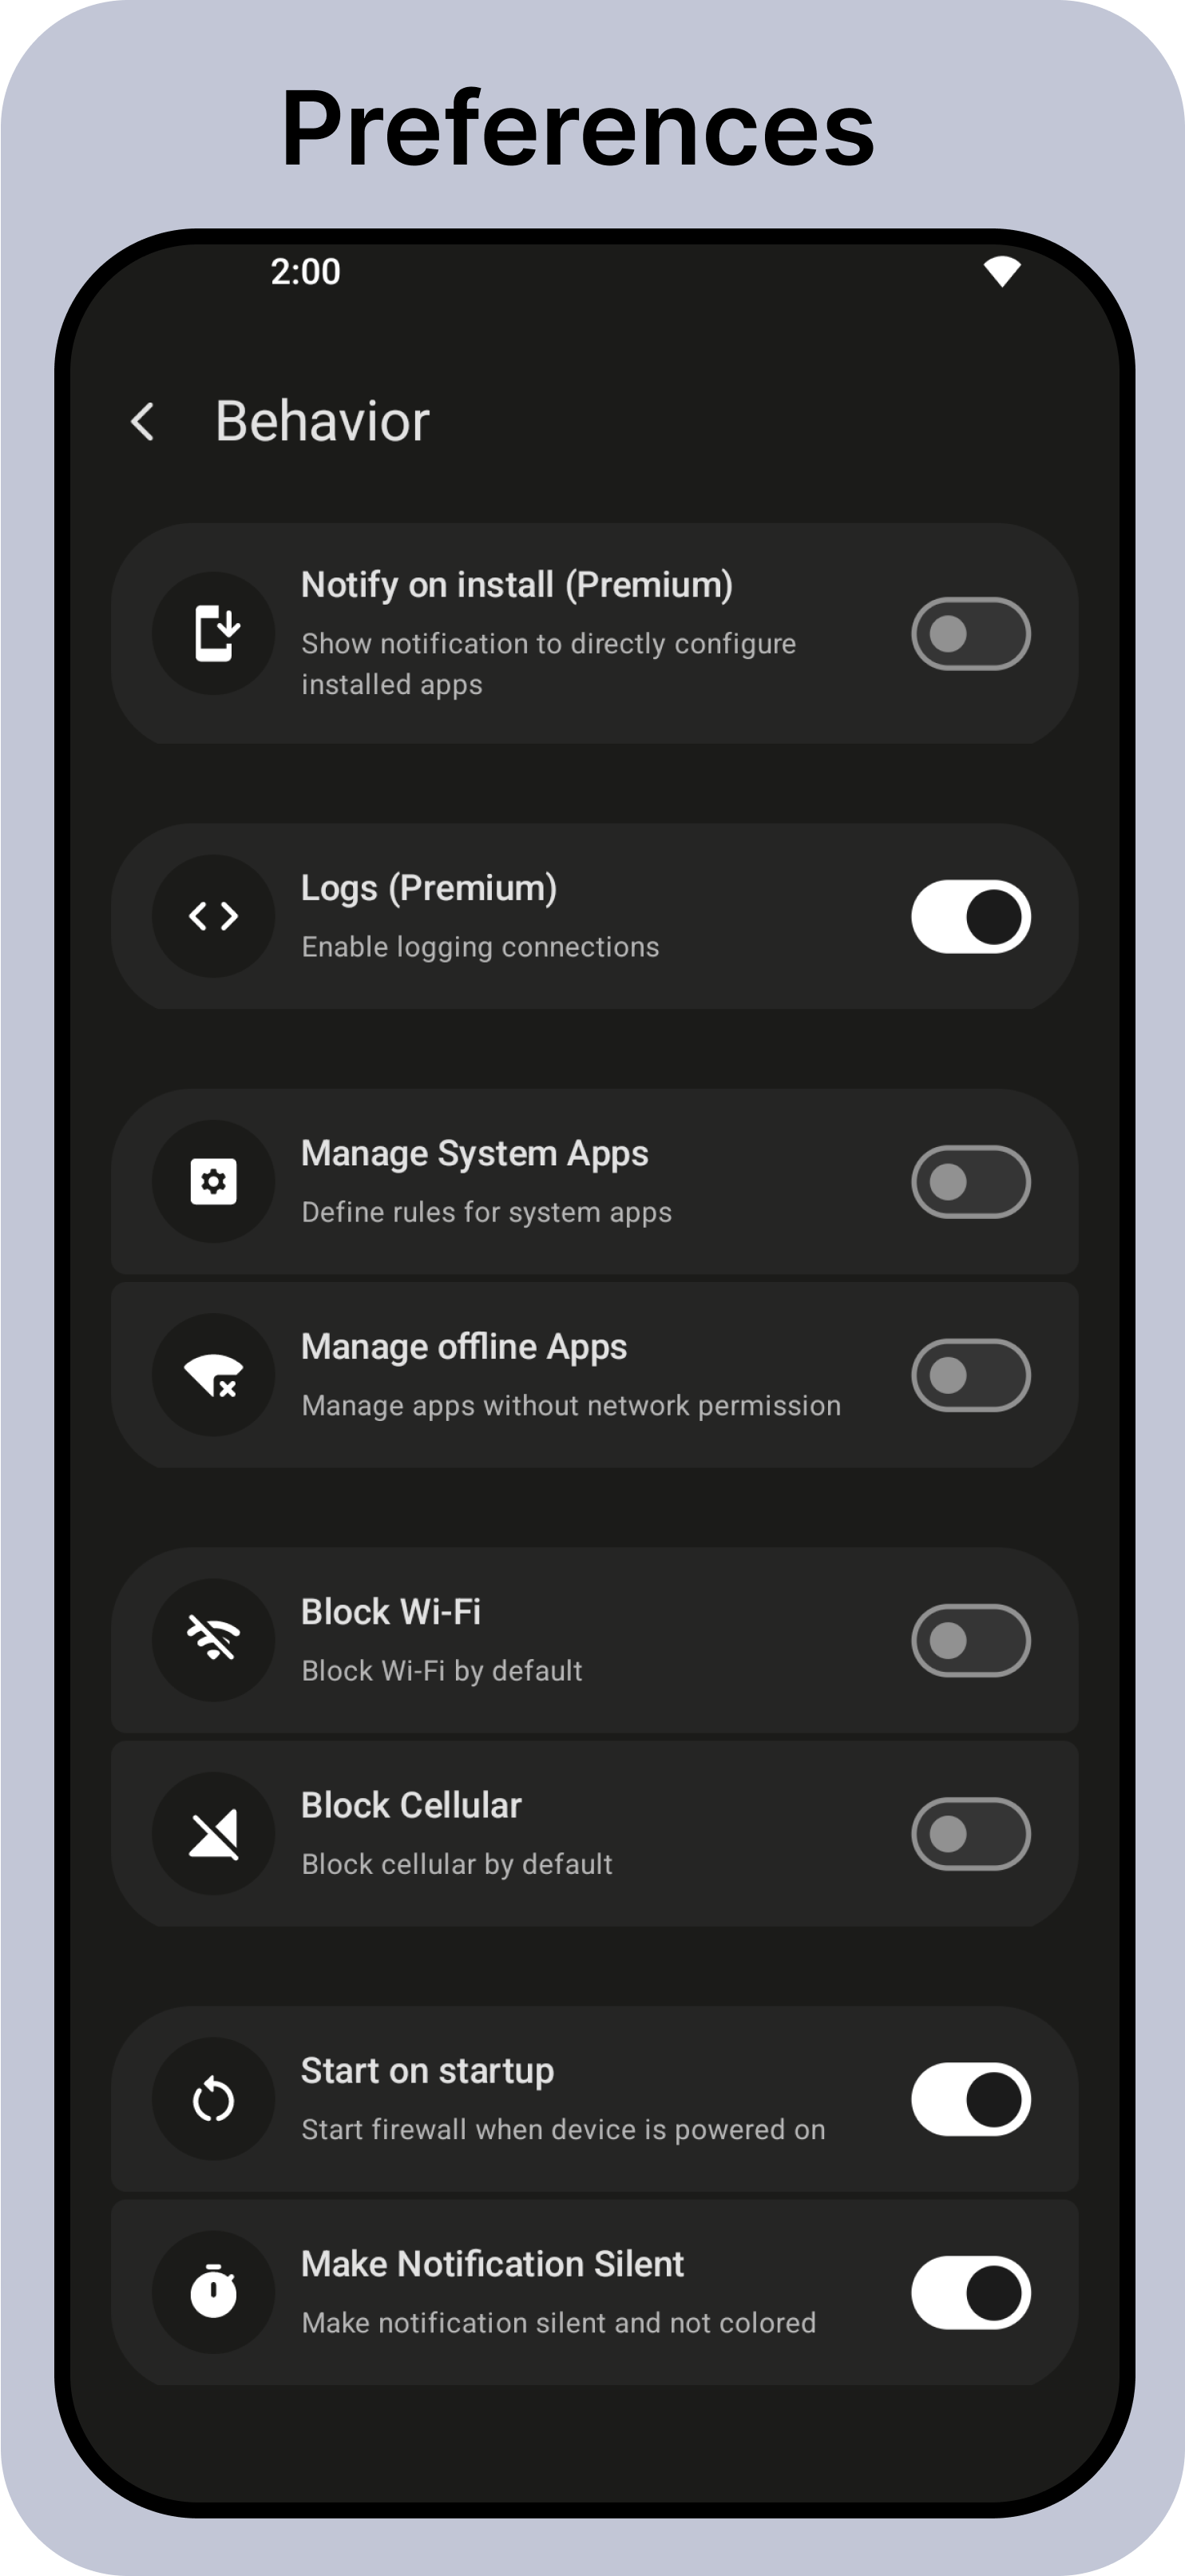 Preferences
2:00
Behavior
Notify on install (Premium)
Show notification to directly configure
installed apps
Logs (Premium)
Enable logging connections
Manage System Apps
Define rules for system apps
Manage offline Apps
Manage apps without network permission
Block Wi-Fi
Block Wi-Fi by default
Block Cellular
Block cellular by default
Start on startup
Start firewall when device is powered on
Make Notification Silent
Make notification silent and not colored